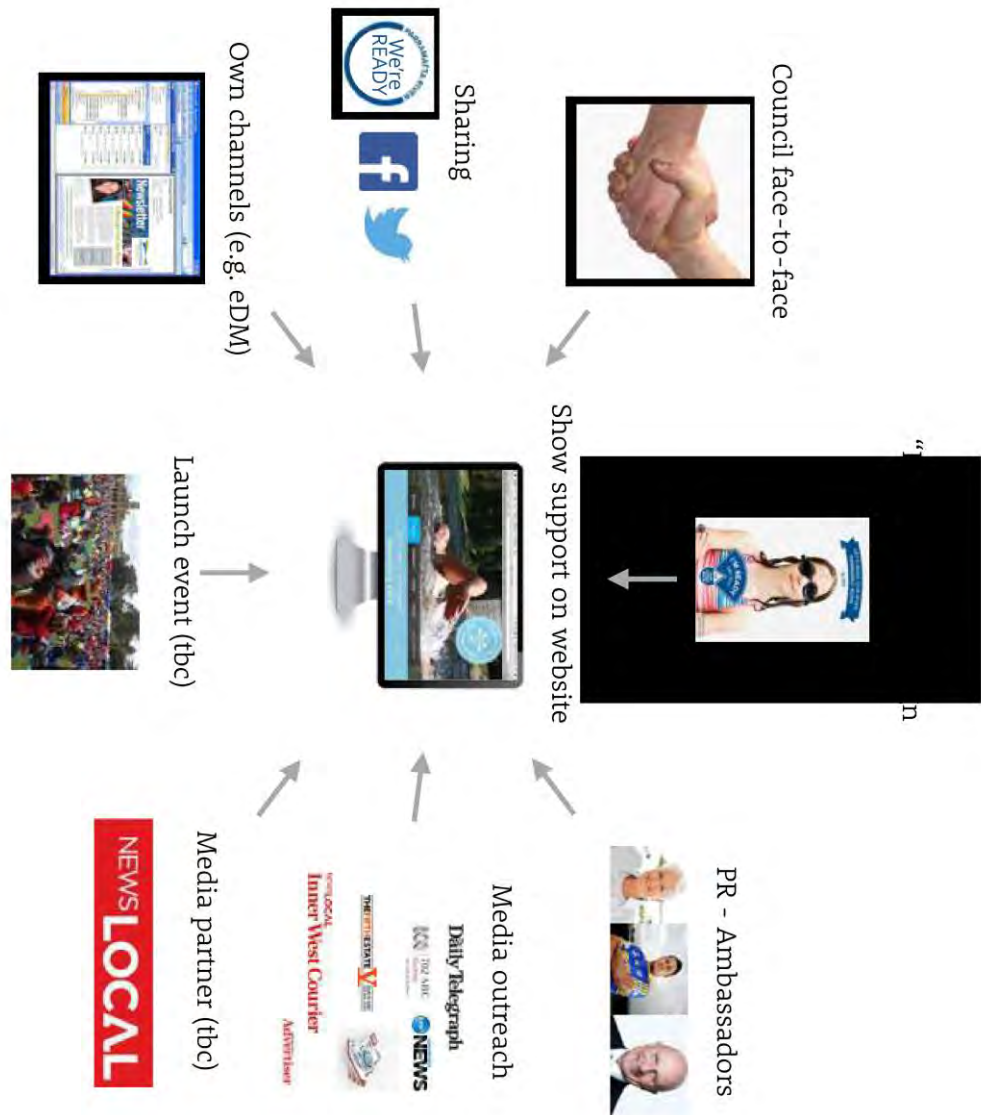 Council face-to-face
Sharing
PARRAMATTA RIVER
We're
READY
f
Own channels (e.g. eDM)
Newsletter
“
n
Show support on website
Launch event (tbc)
PR - Ambassadors
Media outreach
Daily Telegraph
702 ABC
NEWS
THEFIFTHESTATE
LOCAL
Inner West Courier
Advertiser
Media partner (tbc)
NEWS
LOCAL